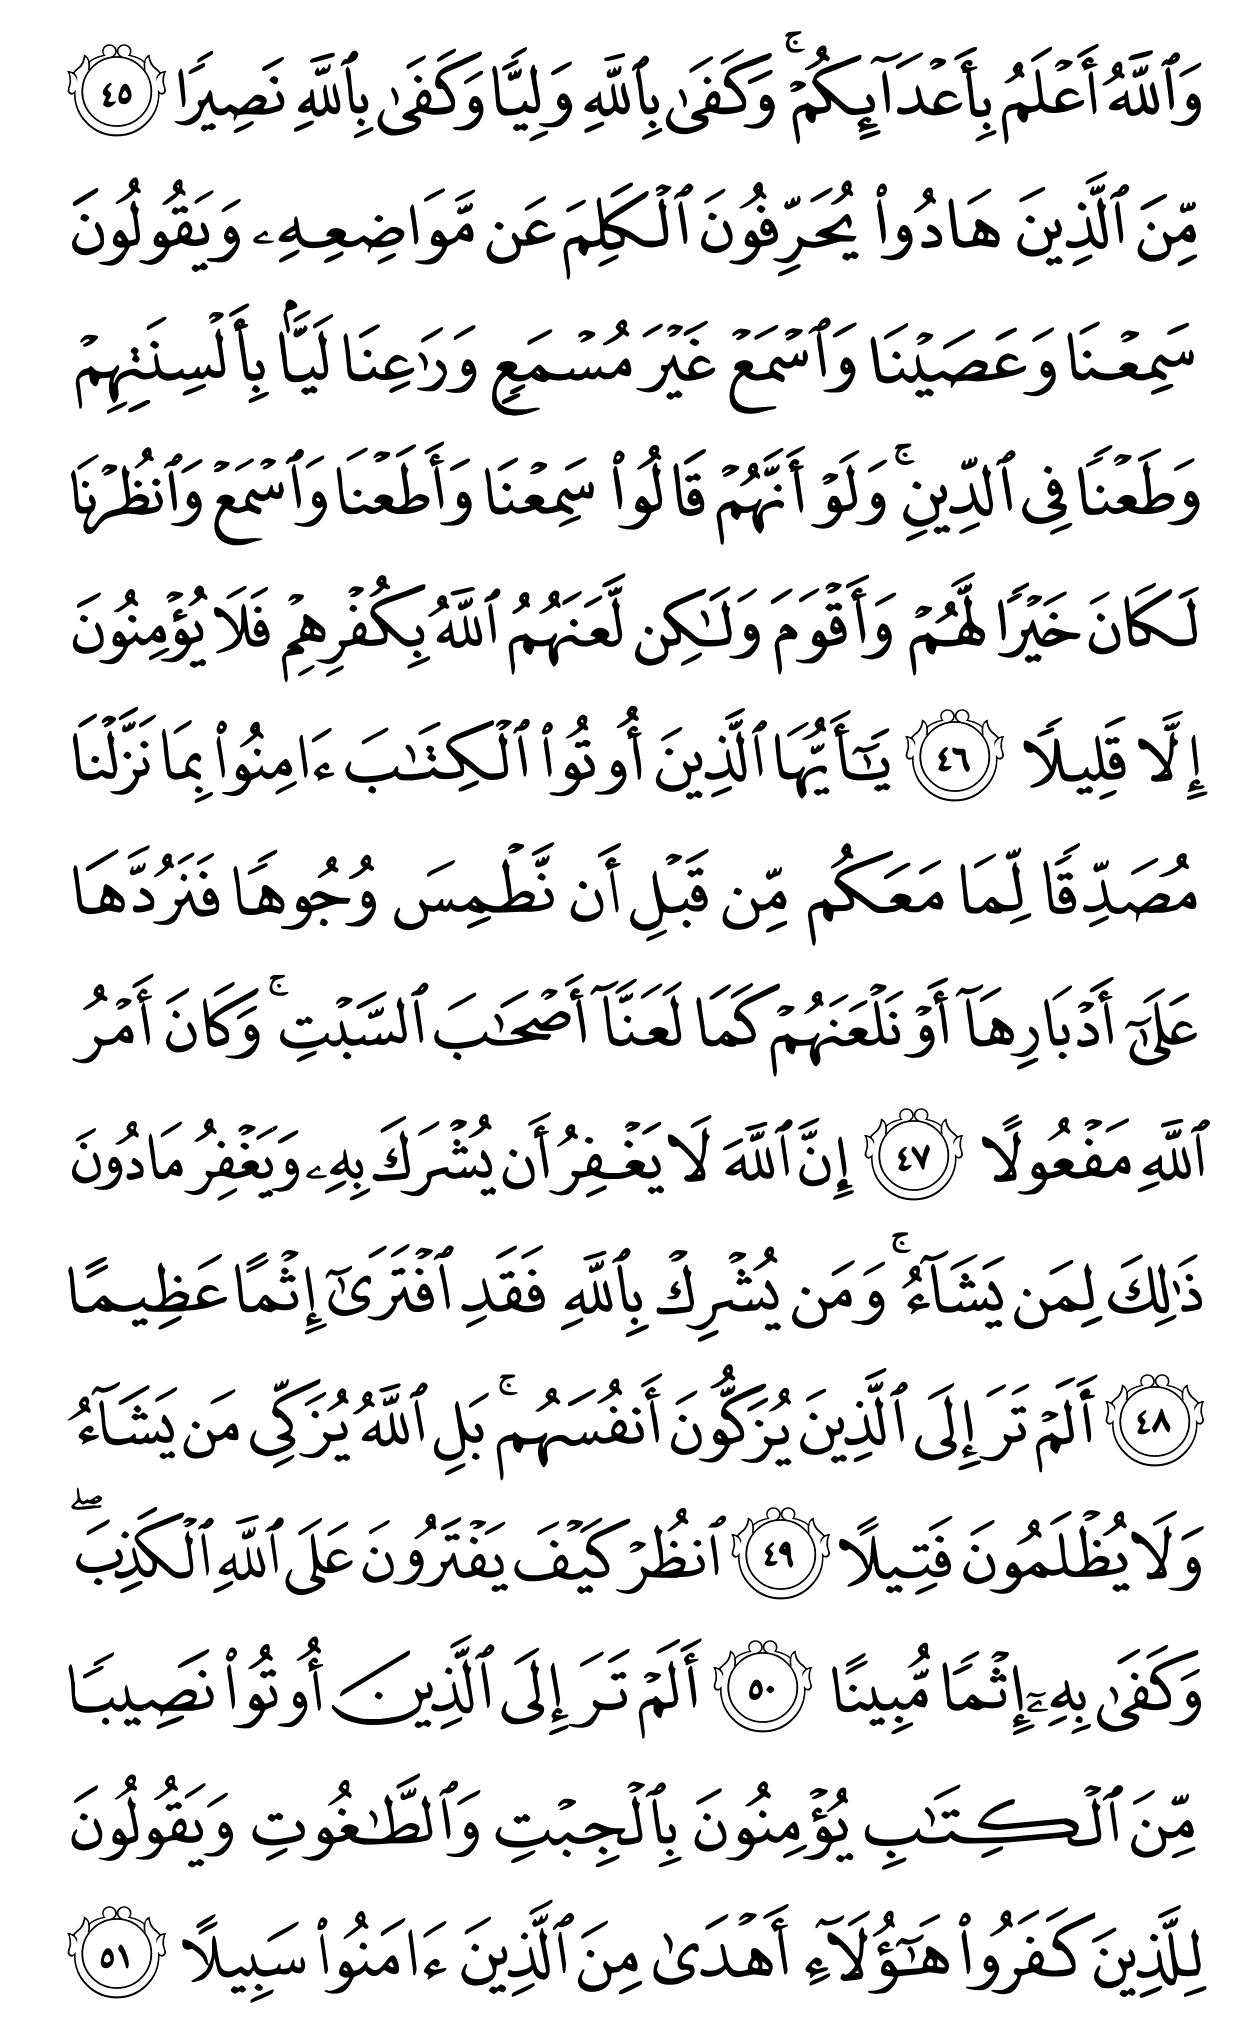 وَٱللَّهُ أَعۡلَمُ بِأَعۡدَآئِكُمۡۚ وَكَفَىٰ بِٱللَّهِ وَلِيّٗا وَكَفَىٰ بِٱللَّهِ نَصِيرٗا ٤٥
مِّنَ ٱلَّذِينَ هَادُواْ يُحَرِّفُونَ ٱلۡكَلِمَ عَن مَّوَاضِعِهِۦ وَيَقُولُونَ
سَمِعۡنَا وَعَصَيۡنَا وَٱسۡمَعۡ غَيۡرَ مُسۡمَعٖ وَرَٰعِنَا لَيَّۢا بِأَلۡسِنَتِهِمۡ
وَطَعۡنٗا فِي ٱلدِّينِۚ وَلَوۡ أَنَّهُمۡ قَالُواْ سَمِعۡنَا وَأَطَعۡنَا وَٱسۡمَعۡ وَٱنظُرۡنَا
لَكَانَ خَيۡرٗا لَّهُمۡ وَأَقۡوَمَ وَلَٰكِن لَّعَنَهُمُ ٱللَّهُ بِكُفۡرِهِمۡ فَلَا يُؤۡمِنُونَ
إِلَّا قَلِيلٗا ٤٦ يَٰٓأَيُّهَا ٱلَّذِينَ أُوتُواْ ٱلۡكِتَٰبَ ءَامِنُواْ بِمَا نَزَّلۡنَا
مُصَدِّقٗا لِّمَا مَعَكُم مِّن قَبۡلِ أَن نَّطۡمِسَ وُجُوهٗا فَنَرُدَّهَا
عَلَىٰٓ أَدۡبَارِهَآ أَوۡ نَلۡعَنَهُمۡ كَمَا لَعَنَّآ أَصۡحَٰبَ ٱلسَّبۡتِۚ وَكَانَ أَمۡرُ
ٱللَّهِ مَفۡعُولًا ٤٧ إِنَّ ٱللَّهَ لَا يَغۡفِرُ أَن يُشۡرَكَ بِهِۦ وَيَغۡفِرُ مَا دُونَ
ذَٰلِكَ لِمَن يَشَآءُۚ وَمَن يُشۡرِكۡ بِٱللَّهِ فَقَدِ ٱفۡتَرَىٰٓ إِثۡمًا عَظِيمًا
٤٨ أَلَمۡ تَرَ إِلَى ٱلَّذِينَ يُزَكُّونَ أَنفُسَهُمۚ بَلِ ٱللَّهُ يُزَكِّي مَن يَشَآءُ
وَلَا يُظۡلَمُونَ فَتِيلًا ٤٩ ٱنظُرۡ كَيۡفَ يَفۡتَرُونَ عَلَى ٱللَّهِ ٱلۡكَذِبَۖ
وَكَفَىٰ بِهِۦٓ إِثۡمٗا مُّبِينًا ٥٠ أَلَمۡ تَرَ إِلَى ٱلَّذِينَ أُوتُواْ نَصِيبٗا
مِّنَ ٱلۡكِتَٰبِ يُؤۡمِنُونَ بِٱلۡجِبۡتِ وَٱلطَّٰغُوتِ وَيَقُولُونَ
لِلَّذِينَ كَفَرُواْ هَٰٓؤُلَآءِ أَهۡدَىٰ مِنَ ٱلَّذِينَ ءَامَنُواْ سَبِيلًا ٥١